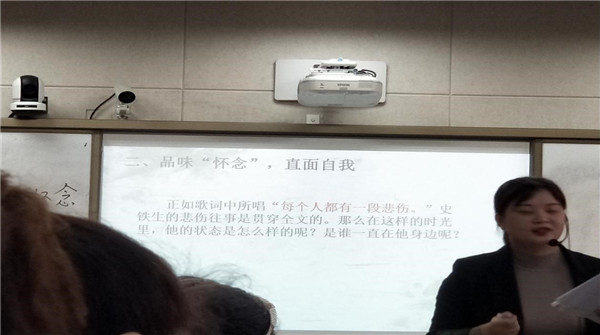 二、品味“怀念”，直面自我
正如歌词中所唱“每个人都有一段悲伤。”史
铁生的悲伤往事是贯穿全文的。那么在这样的时光
里，他的状态是怎么样的呢？是谁一直在他身边呢？
念